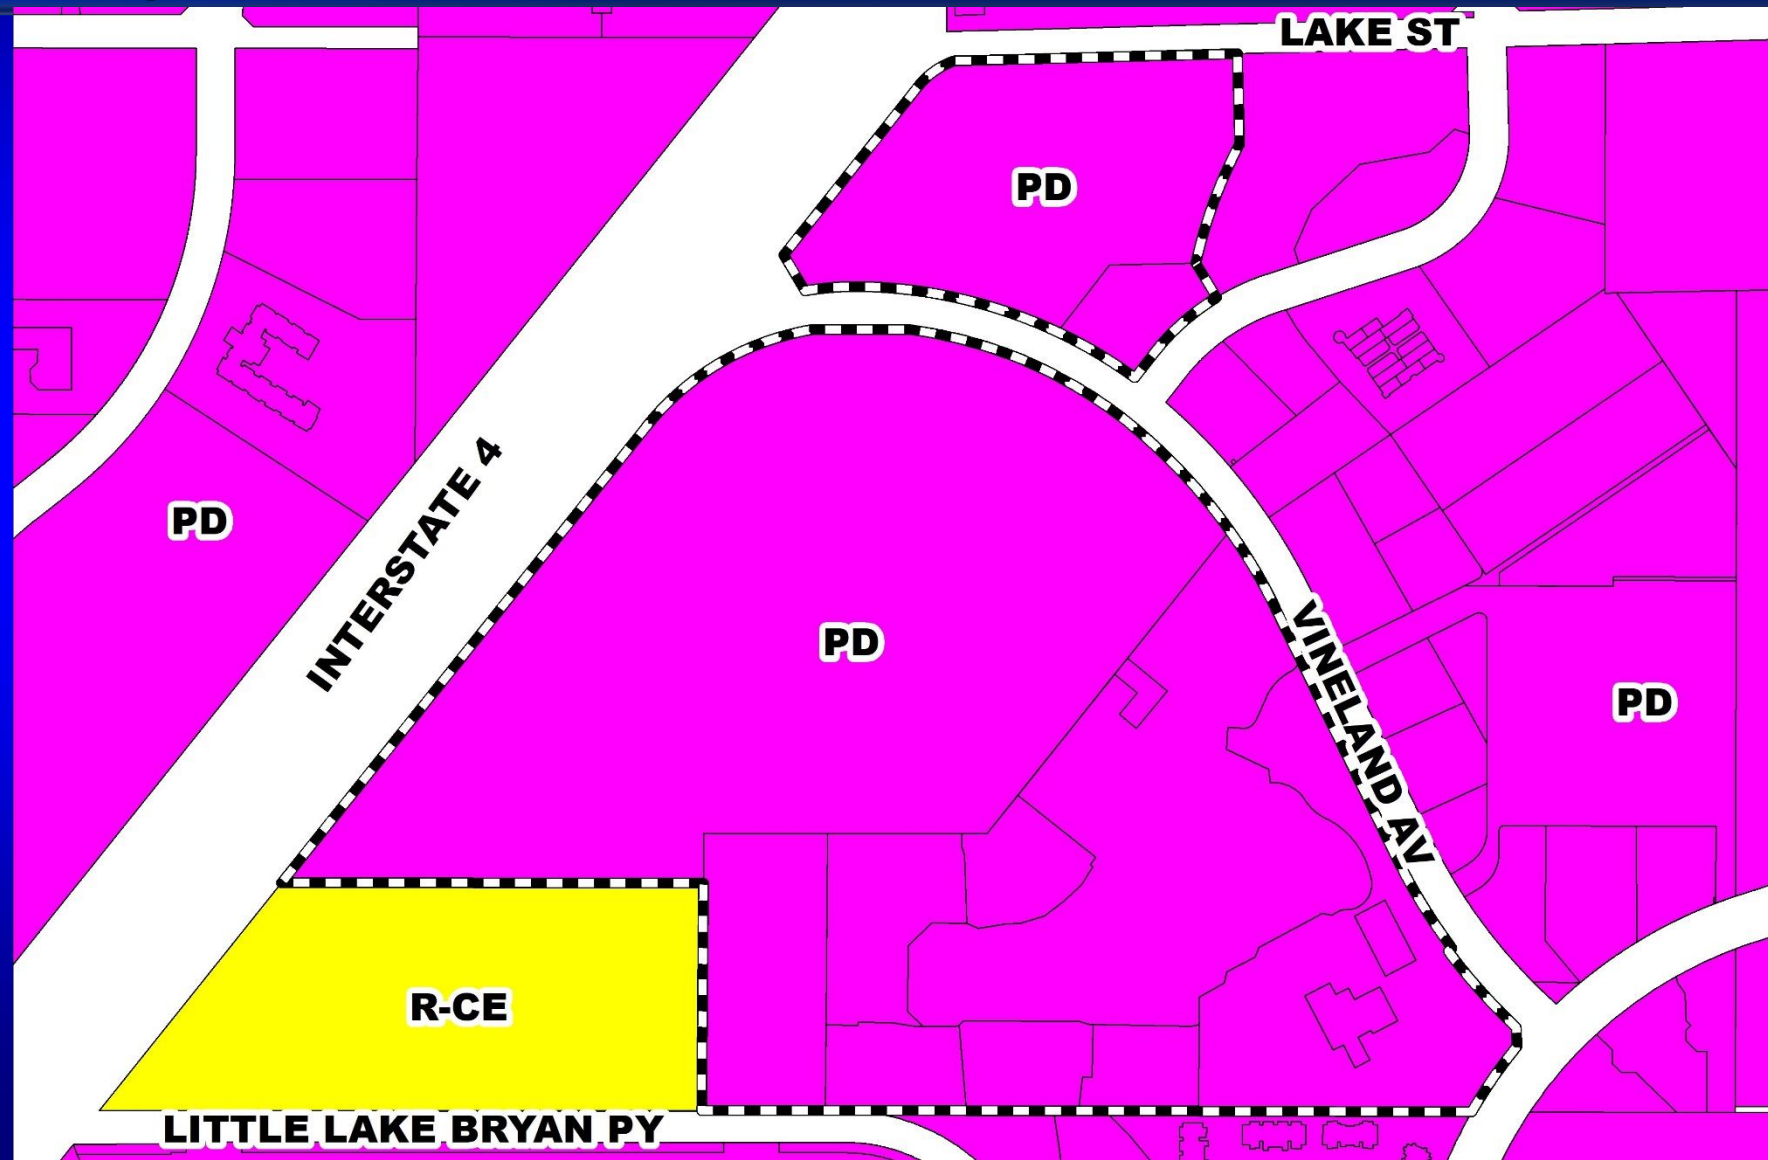 LAKE ST
PD
INTERSTATE 4
PD
PD
VINELAND AV
PD
R-CE
LITTLE LAKE BRYAN PY